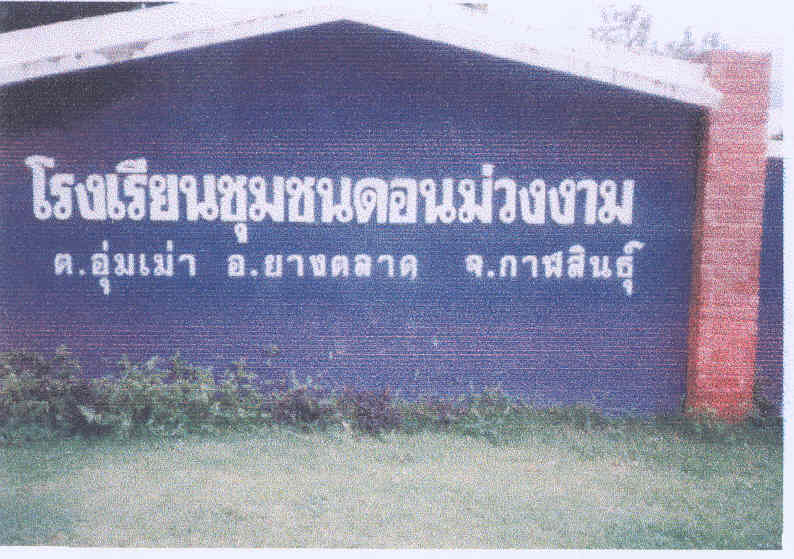 โรงเรียนชุมชนดอนม่วงงาม
ต.อุ่มเม่า อ.ยางตลาด จ.กาฬสินธุ์